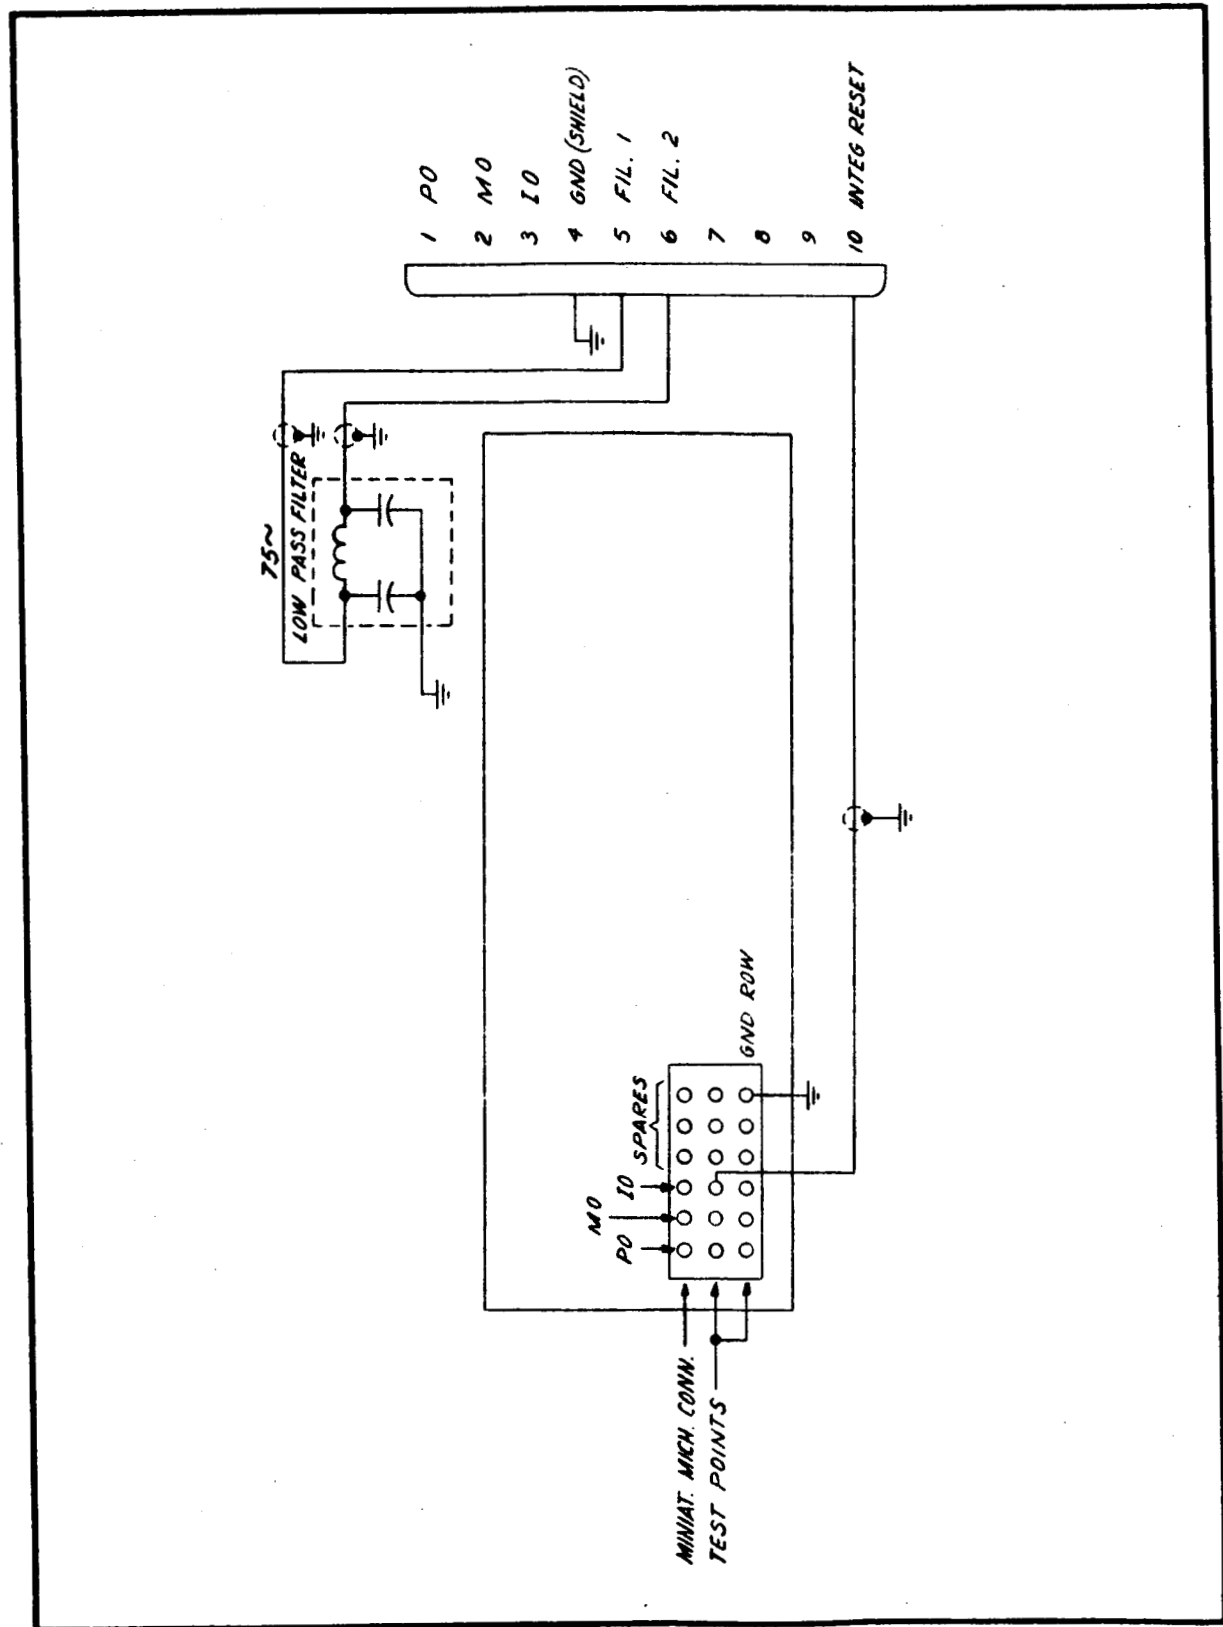 75~
LOW PASS FILTER
1 PO
2 MO
3 IO
4 GND (SHIELD)
5 FIL. 1
6 FIL. 2
7
8
9
10 INTEG RESET
MO
PO
IO
SPARES
GND ROW
MINIAT. MICH. CONN.
TEST POINTS